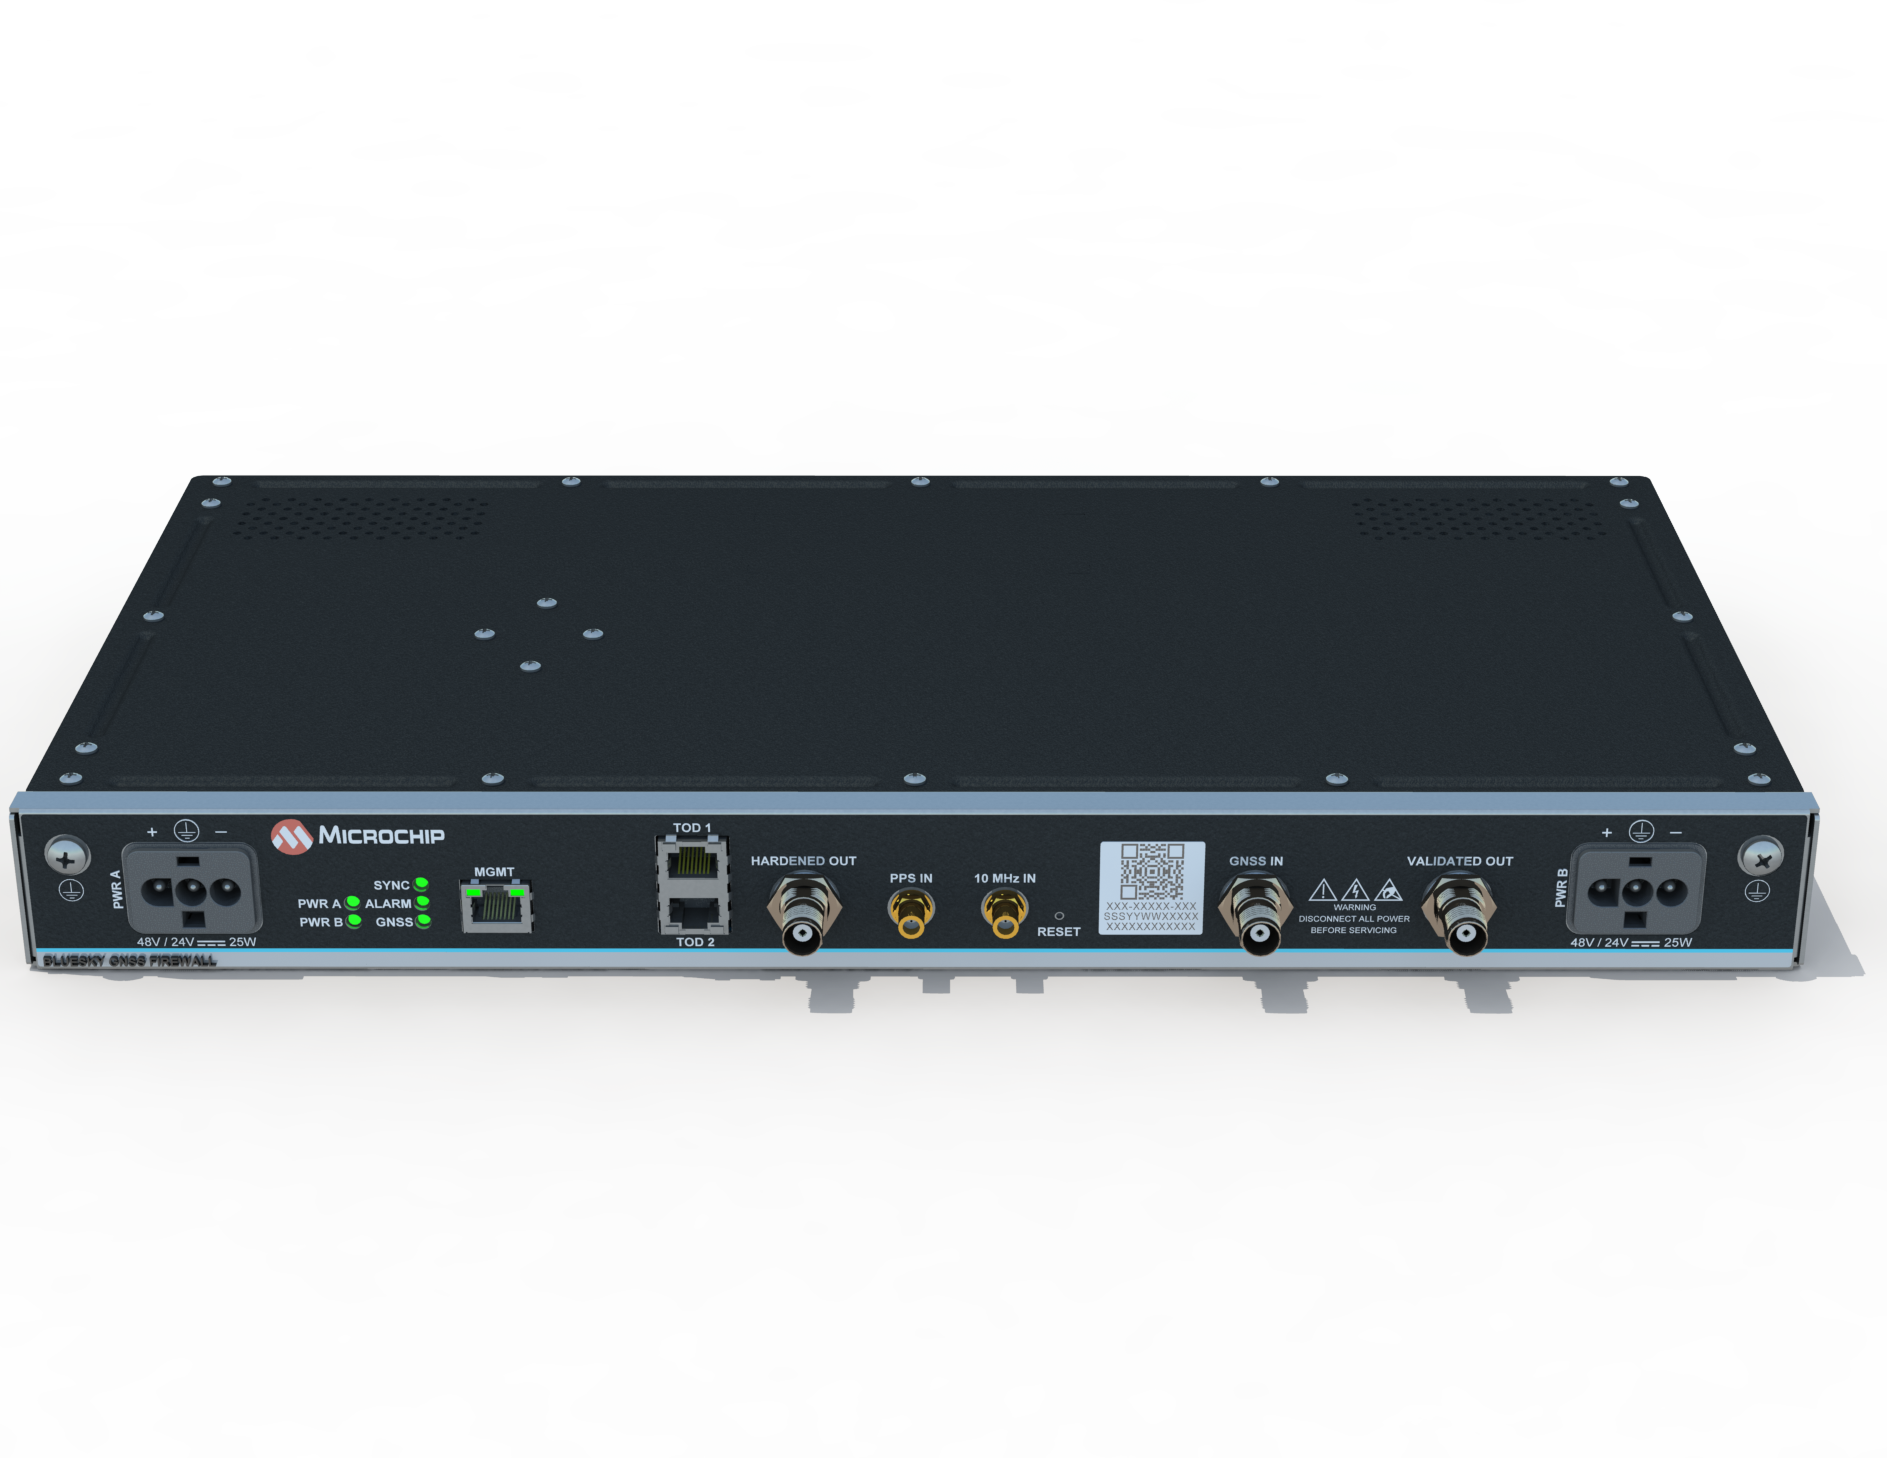 + −
PWR A
48V / 24V 25W
BLUESKY GNSS FIREWALL
MICROCHIP
SYNC
PWR A ALARM
PWR B GNSS
MGMT
TOD 1
TOD 2
HARDENED OUT
PPS IN
10 MHz IN
RESET
XXX-XXXXX-XXX
SSSYYWWXXXXX
XXXXXXXXXXXXX
GNSS IN
WARNING
DISCONNECT ALL POWER
BEFORE SERVICING
VALIDATED OUT
+ −
PWR B
48V / 24V 25W